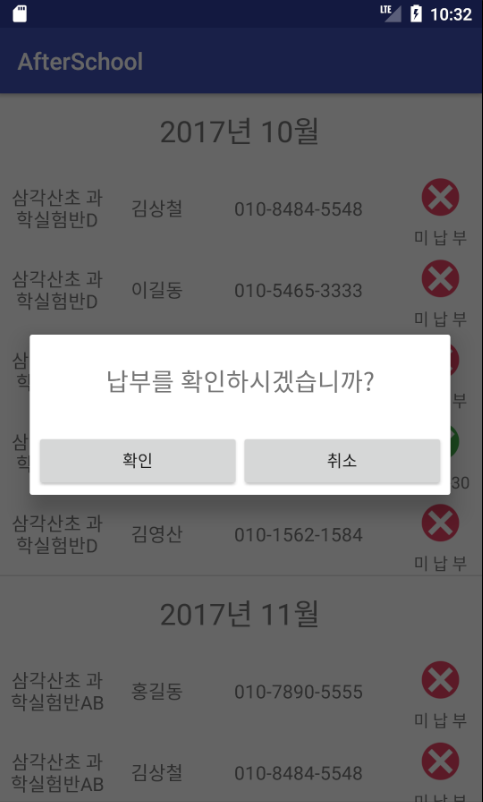 LTE 10:32
AfterSchool
2017년 10월
삼각산초 과
학실험반D
김상철
010-8484-5548
미 납 부
삼각산초 과
학실험반D
이길동
010-5465-3333
미 납 부
납부를 확인하시겠습니까?
확인
취소
30
삼각산초 과
학실험반D
김영산
010-1562-1584
미 납 부
2017년 11월
삼각산초 과
학실험반AB
홍길동
010-7890-5555
미 납 부
삼각산초 과
학실험반AB
김상철
010-8484-5548